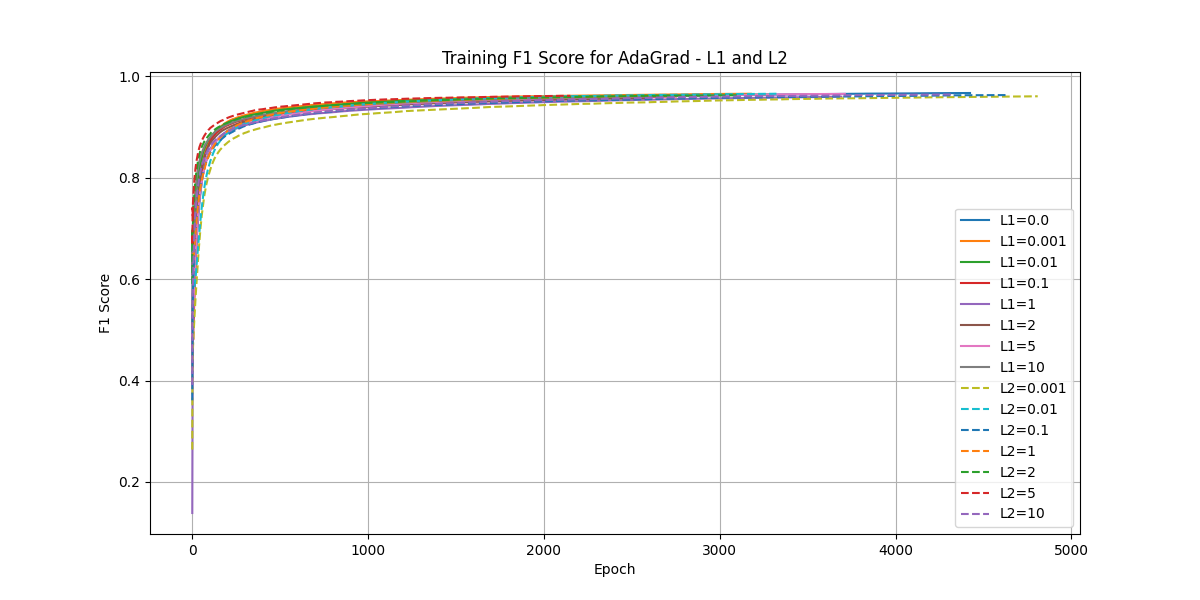 Training F1 Score for AdaGrad - L1 and L2
F1 Score
1.0
0.8
0.6
0.4
0.2
0
1000
2000
3000
4000
5000
Epoch
L1=0.0
L1=0.001
L1=0.01
L1=0.1
L1=1
L1=2
L1=5
L1=10
L2=0.001
L2=0.01
L2=0.1
L2=1
L2=2
L2=5
L2=10